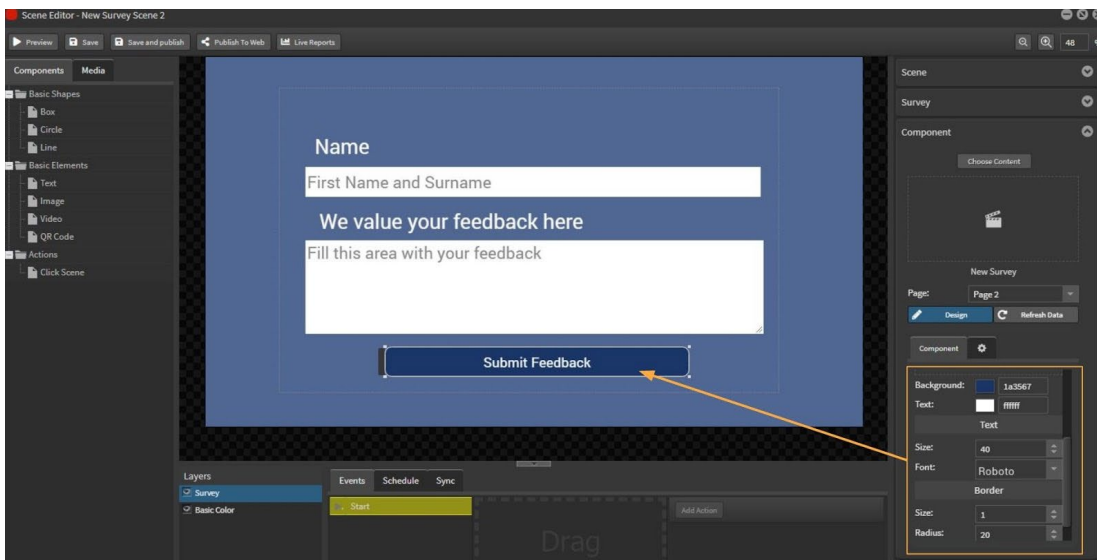 Scene Editor - New Survey Scene 2
Preview Save Save and publish Publish To Web Live Reports 48
Components Media
Basic Shapes
Box
Circle
Line
Basic Elements
Text
Image
Video
QR Code
Actions
Click Scene
Name
First Name and Surname
We value your feedback here
Fill this area with your feedback
Submit Feedback
Layers
Survey
Basic Color
Events Schedule Sync
Start
Drag
Add Action
Scene
Survey
Component
Choose Content
New Survey
Page: Page 2
Design Refresh Data
Component
Background: 1a3567
Text: ffffff
Text
Size: 40
Font: Roboto
Border
Size: 1
Radius: 20